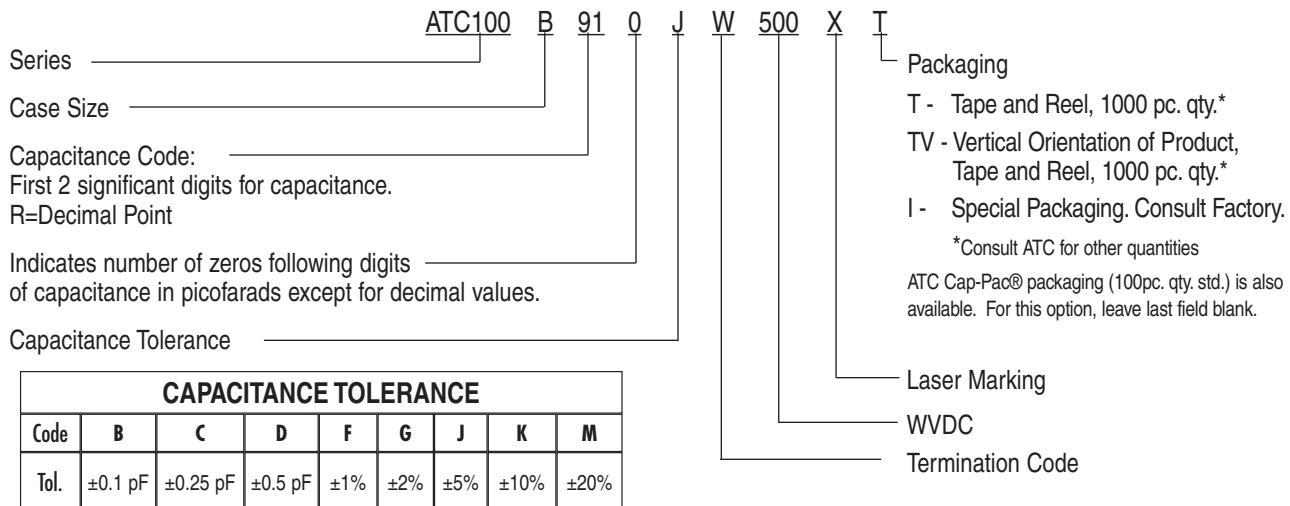 ATC100 B 91 0 J W 500 X T
Series
Case Size
Capacitance Code:
First 2 significant digits for capacitance.
R=Decimal Point
Indicates number of zeros following digits
of capacitance in picofarads except for decimal values.
Capacitance Tolerance
CAPACITANCE TOLERANCE
Code B C D F G J K M
Tol. ±0.1 pF ±0.25 pF ±0.5 pF ±1% ±2% ±5% ±10% ±20%
Packaging
T - Tape and Reel, 1000 pc. qty.*
TV - Vertical Orientation of Product,
Tape and Reel, 1000 pc. qty.*
I - Special Packaging. Consult Factory.
*Consult ATC for other quantities
ATC Cap-Pac® packaging (100pc. qty. std.) is also
available. For this option, leave last field blank.
Laser Marking
WVDC
Termination Code